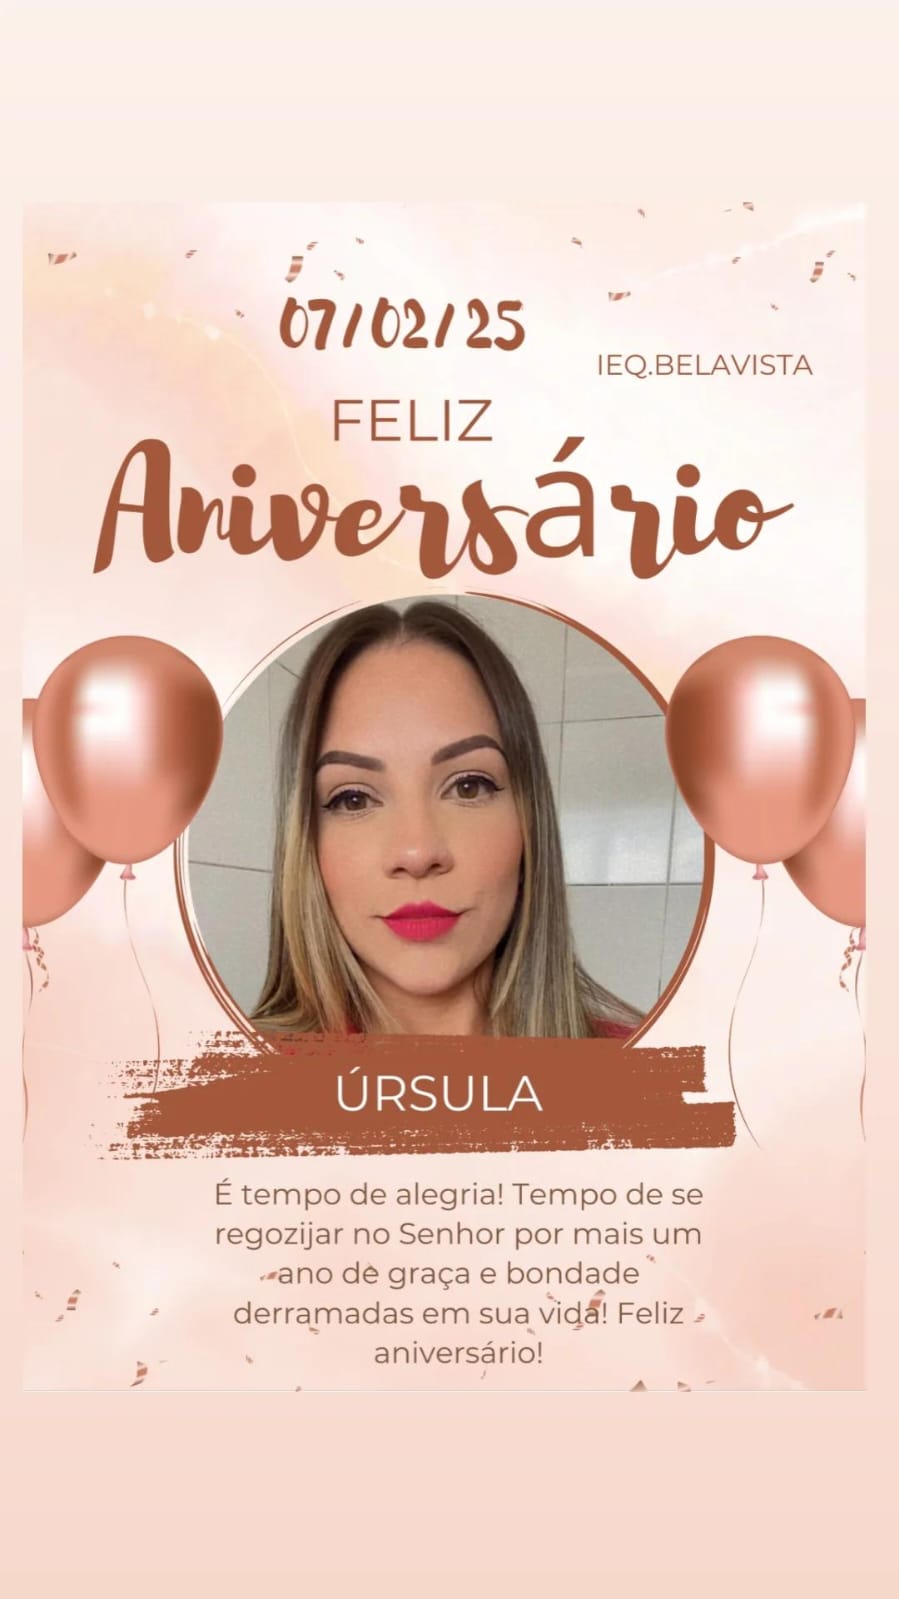 07/02/25
IEQ.BELAVISTA
FELIZ
Aniversário
ÚRSULA
É tempo de alegria! Tempo de se
regozijar no Senhor por mais um
ano de graça e bondade
derramadas em sua vida! Feliz
aniversário!